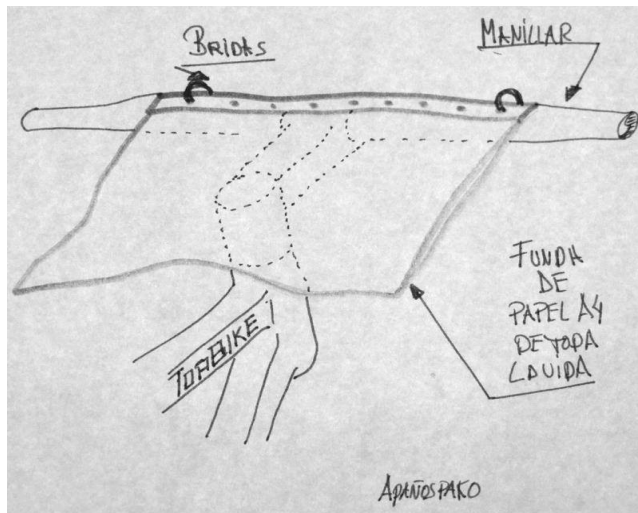 BRIDAS
MANILLAR
FUNDA
DE
PAPEL A4
DE TODA
LA VIDA
TOPBIKE
APAÑOSPAKO